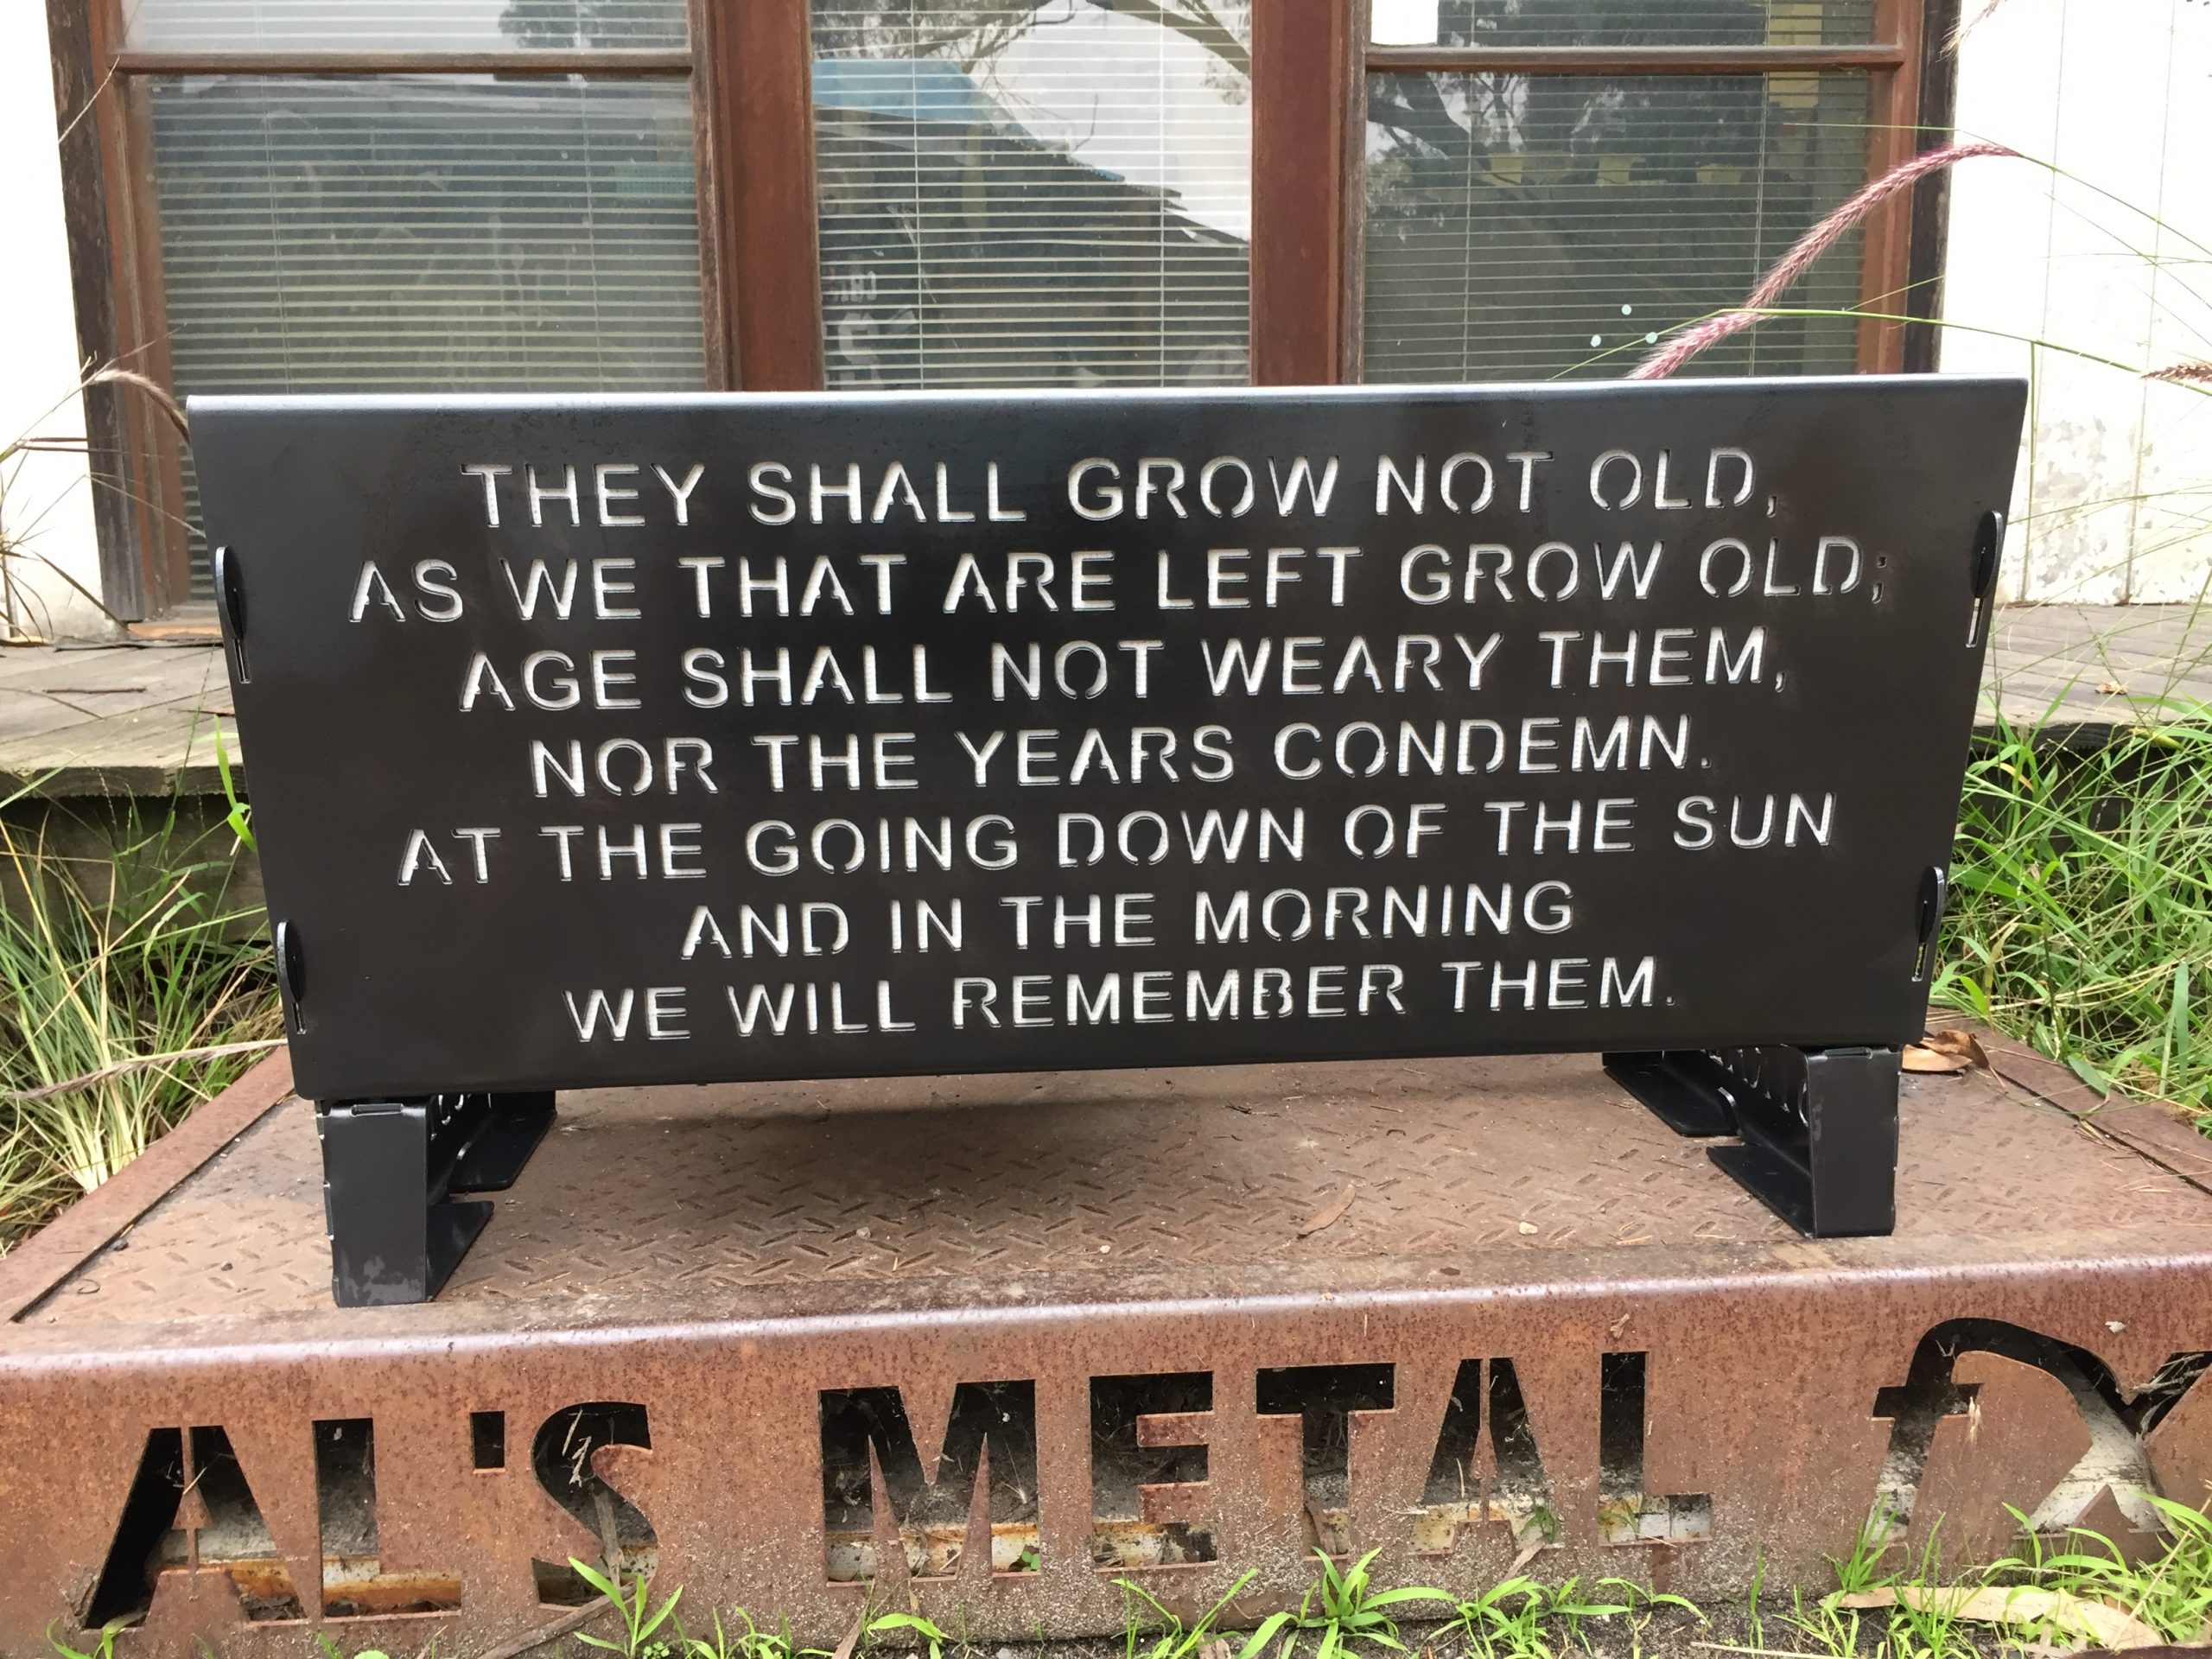 THEY SHALL GROW NOT OLD,
AS WE THAT ARE LEFT GROW OLD;
AGE SHALL NOT WEARY THEM,
NOR THE YEARS CONDEMN.
AT THE GOING DOWN OF THE SUN
AND IN THE MORNING
WE WILL REMEMBER THEM.
AL'S METAL fx